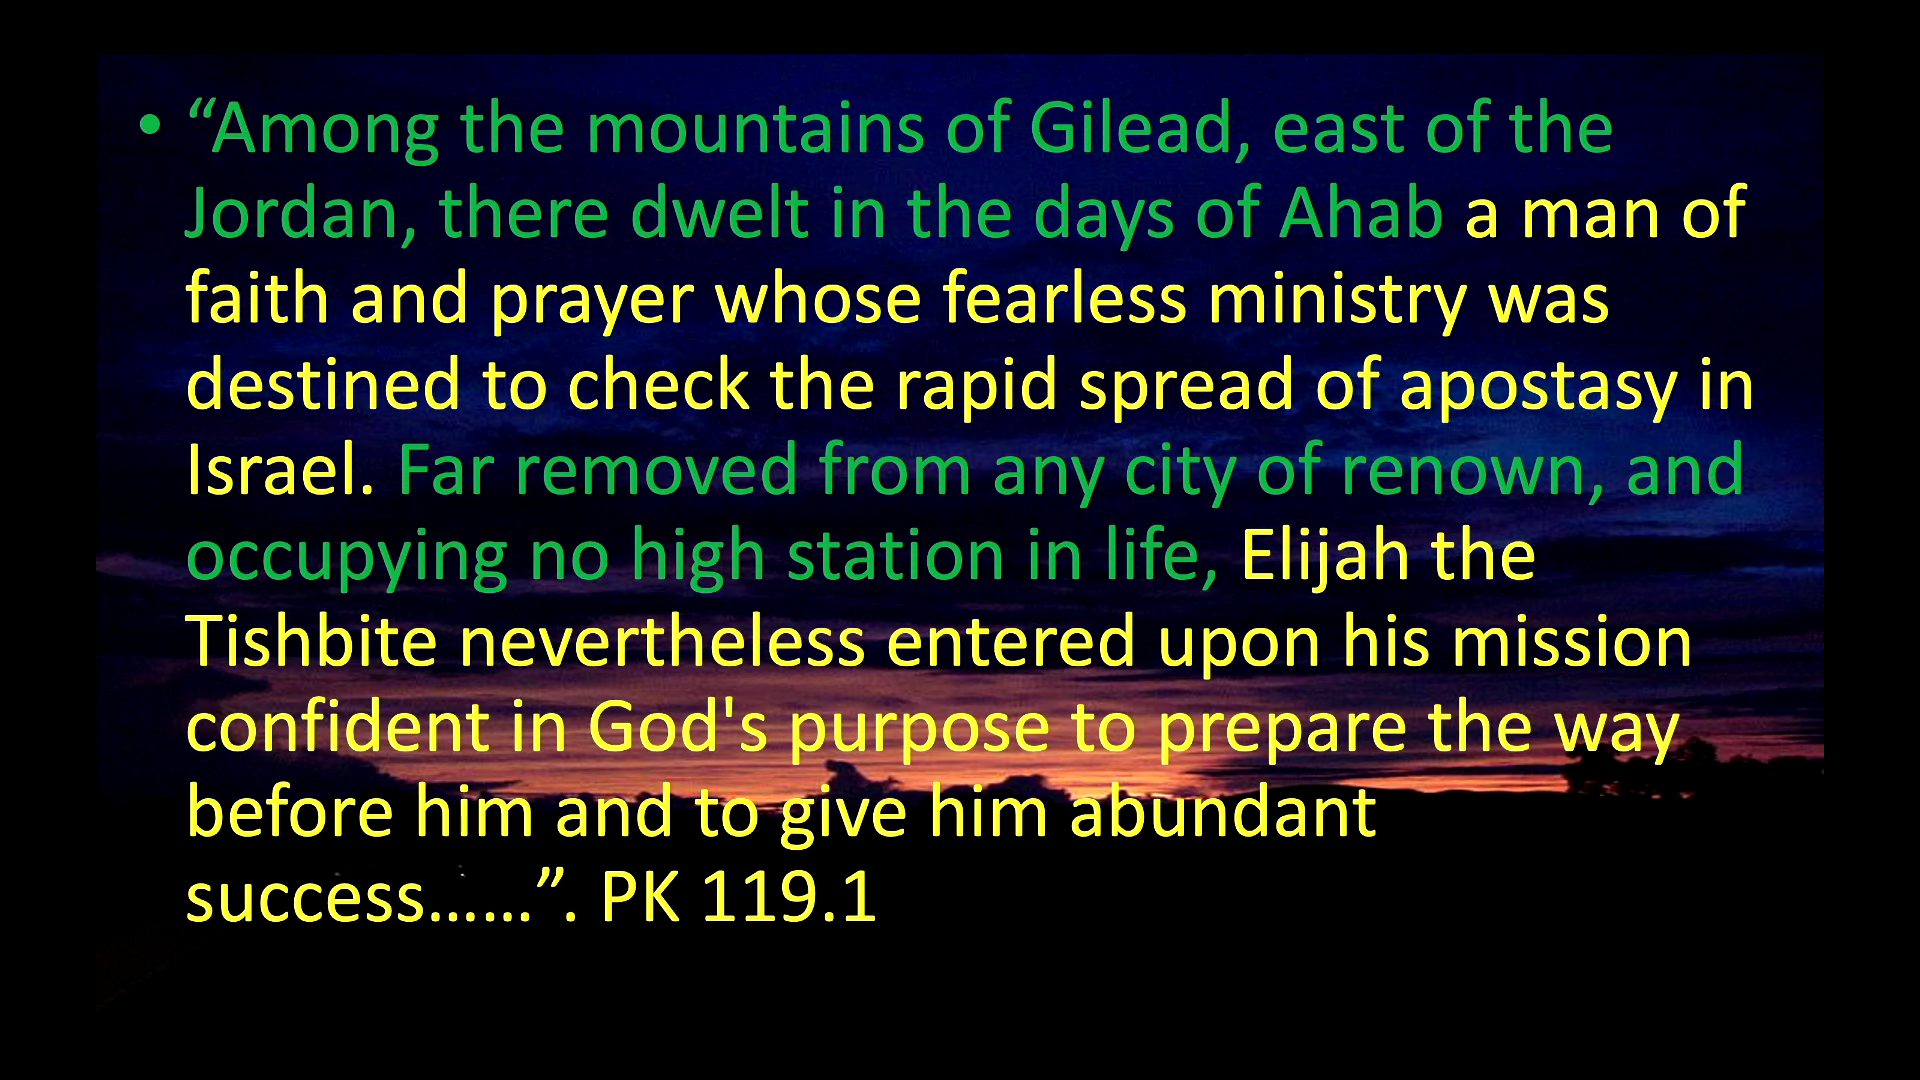 • “Among the mountains of Gilead, east of the
Jordan, there dwelt in the days of Ahab a man of
faith and prayer whose fearless ministry was
destined to check the rapid spread of apostasy in
Israel. Far removed from any city of renown, and
occupying no high station in life, Elijah the
Tishbite nevertheless entered upon his mission
confident in God's purpose to prepare the way
before him and to give him abundant
success……”. PK 119.1